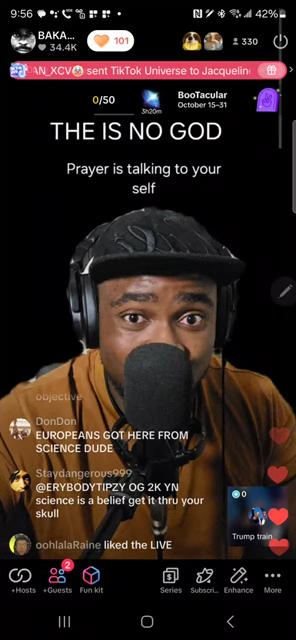 9:56
42%
BAKA...
34.4K
101
330
AN_XCV🤡 sent TikTok Universe to Jacquelin
0/50
3h20m
BooTacular
October 15–31
THE IS NO GOD
Prayer is talking to your
self
objective
DonDon
EUROPEANS GOT HERE FROM
SCIENCE DUDE
Staydangerous999
@ERYBODYTIPZY OG 2K YN
science is a belief get it thru your
skull
oohlalaRaine liked the LIVE
0
Trump train
2
+Hosts
+Guests
Fun kit
Series
Subscri...
Enhance
More